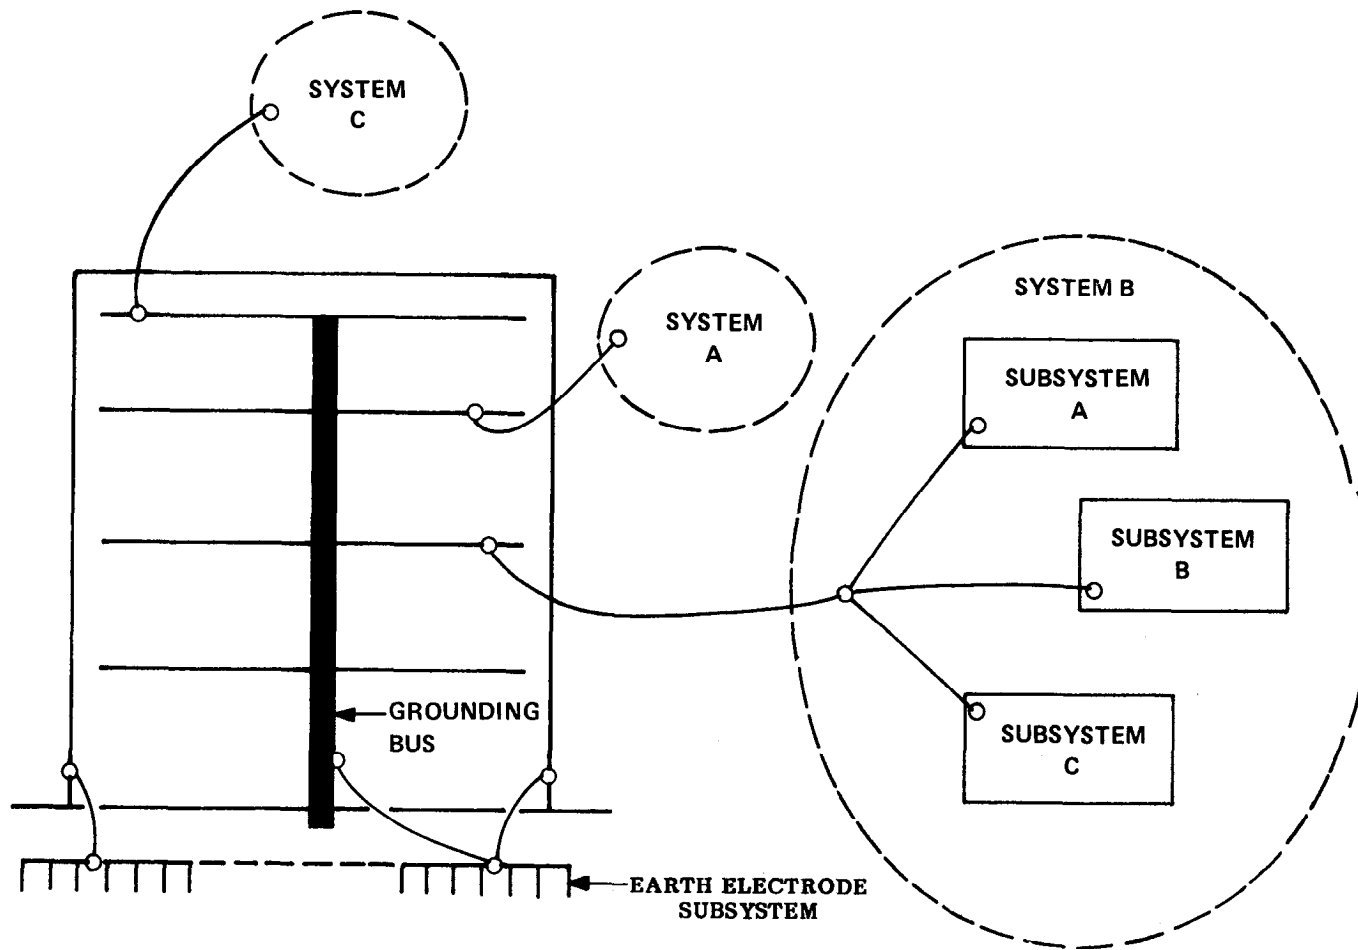 SYSTEM
C
SYSTEM
A
SYSTEM B
SUBSYSTEM
A
SUBSYSTEM
B
SUBSYSTEM
C
GROUNDING
BUS
EARTH ELECTRODE
SUBSYSTEM